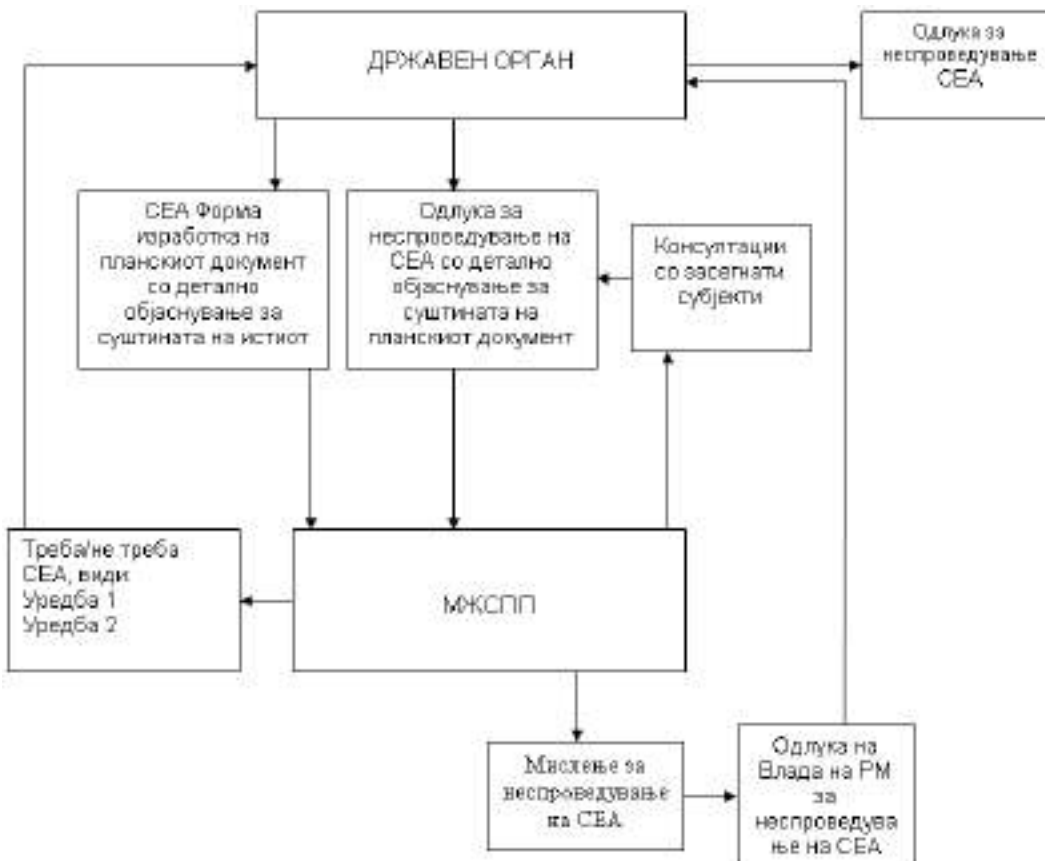 ДРЖАВЕН ОРГАН
Одлука за
неспроведување
СЕА
СЕА Форма
изработка на
планскиот документ
со детално
објаснување за
суштината на истиот
Одлука за
неспроведување на
СЕА со детално
објаснување за
суштината на
планскиот документ
Консултации
со засегнати
субјекти
Треба/не треба
СЕА, види
Уредба 1
Уредба 2
МЖСПП
Мислење за
неспроведување
на СЕА
Одлука на
Влада на РМ
за
неспроведува
ње на СЕА